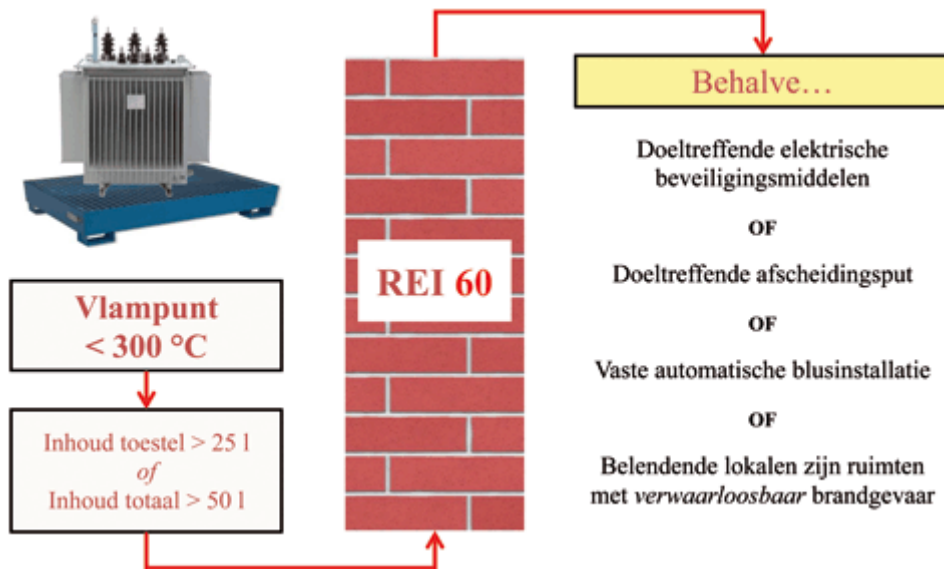 Vlampunt
< 300 °C
Inhoud toestel > 25 l
of
Inhoud totaal > 50 l
REI 60
Behalve…
Doeltreffende elektrische
beveiligingsmiddelen
OF
Doeltreffende afscheidingsput
OF
Vaste automatische blusinstallatie
OF
Belendende lokalen zijn ruimten
met verwaarloosbaar brandgevaar